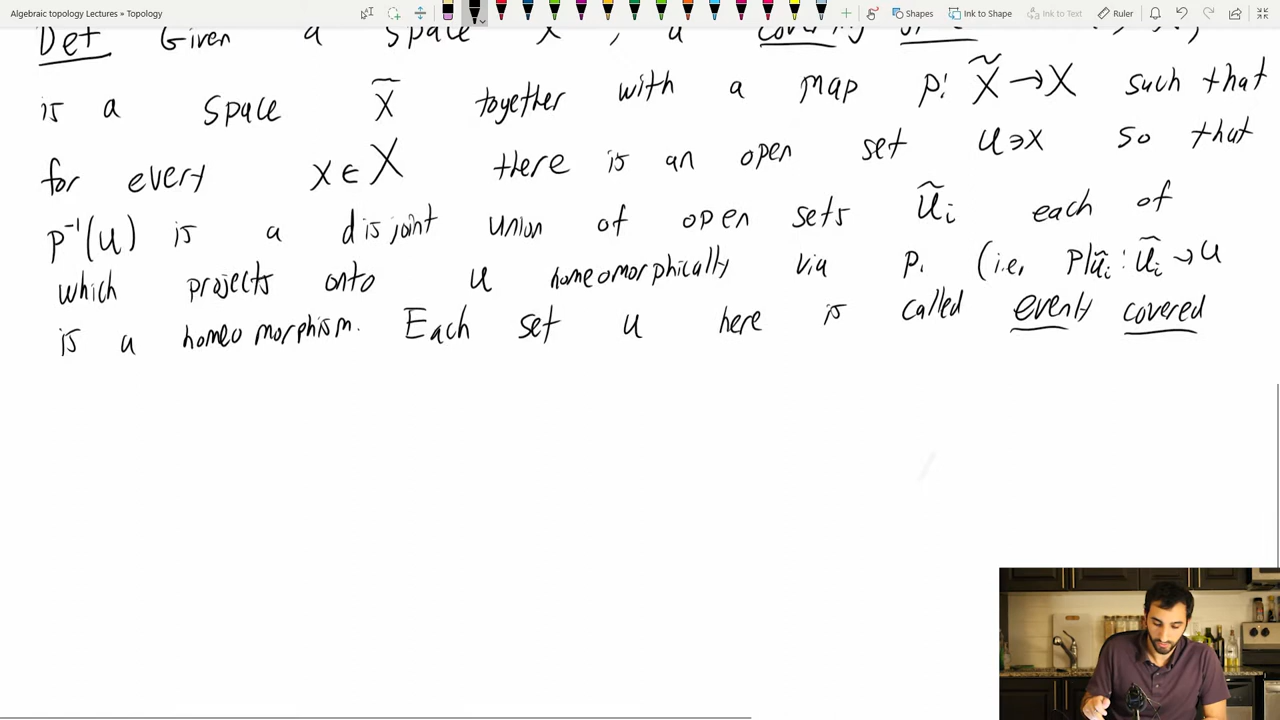 Algebraic topology Lectures » Topology
Shapes Ink to Shape Ink to Text Ruler
Def Given a space X , a covering
is a space X̃ together with a map p: X̃ → X such that
for every x ∈ X there is an open set U∋x so that
p⁻¹(U) is a disjoint union of open sets Ũᵢ each of
which projects onto U homeomorphically via p. (i.e. p|Ũᵢ : Ũᵢ → U
is a homeomorphism. Each set U here is called evenly covered